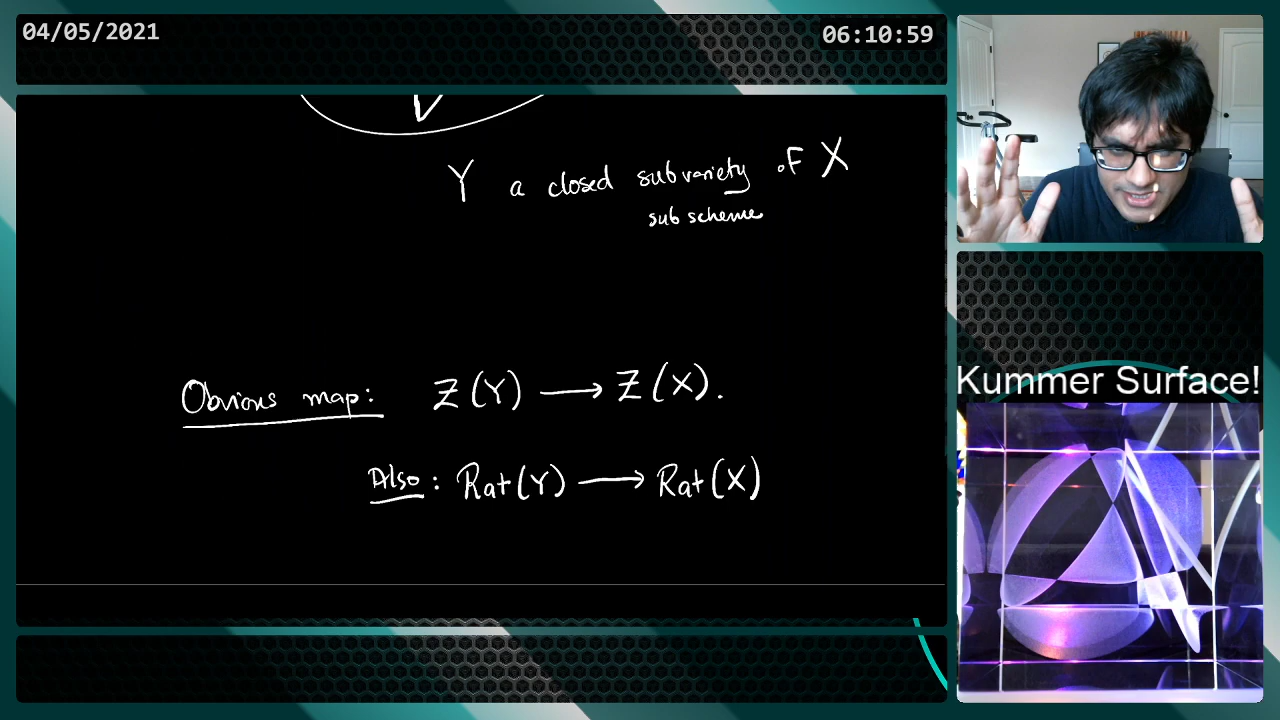 04/05/2021
06:10:59
Y a closed subvariety of X
sub scheme
Obvious map: Z(Y) ⟶ Z(X).
Also: Rat(Y) ⟶ Rat(X)
Kummer Surface!